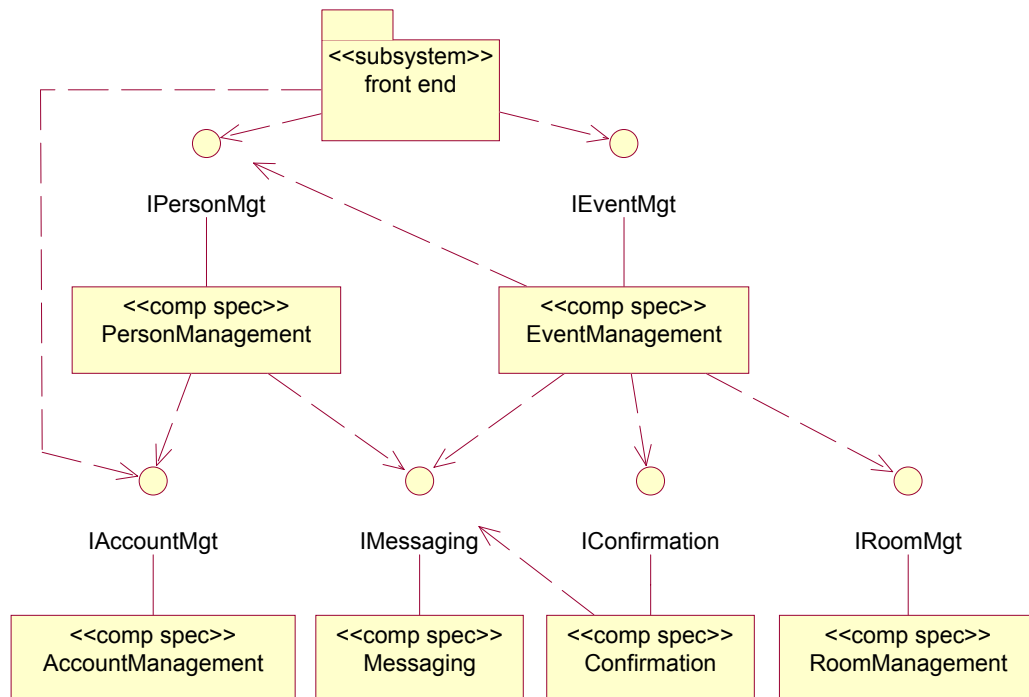 <<subsystem>>
front end
IPersonMgt
IEventMgt
<<comp spec>>
PersonManagement
<<comp spec>>
EventManagement
IAccountMgt
IMessaging
IConfirmation
IRoomMgt
<<comp spec>>
AccountManagement
<<comp spec>>
Messaging
<<comp spec>>
Confirmation
<<comp spec>>
RoomManagement